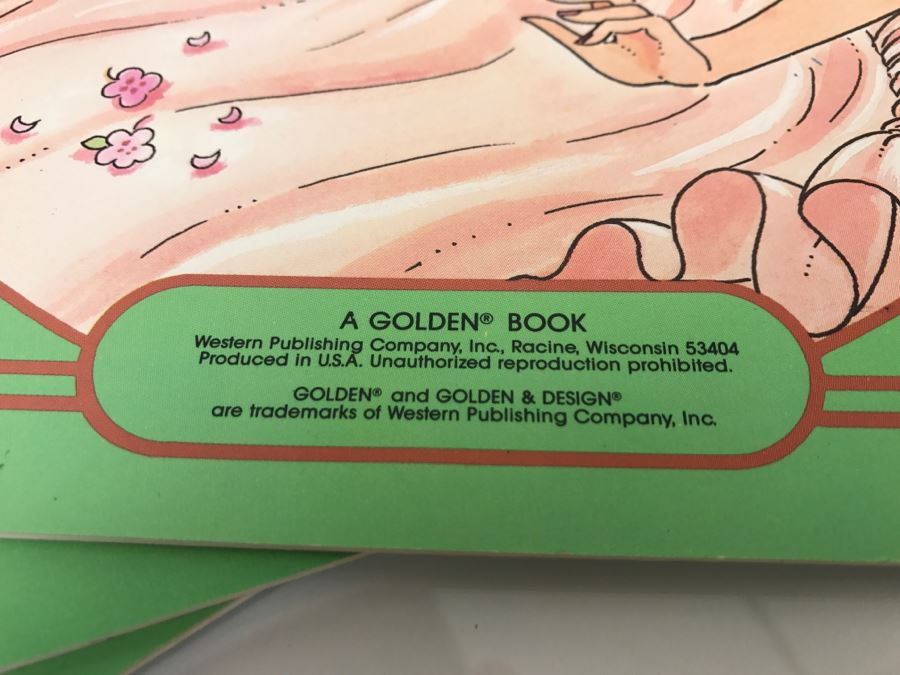 A GOLDEN® BOOK
Western Publishing Company, Inc., Racine, Wisconsin 53404
Produced in U.S.A. Unauthorized reproduction prohibited.
GOLDEN® and GOLDEN & DESIGN®
are trademarks of Western Publishing Company, Inc.